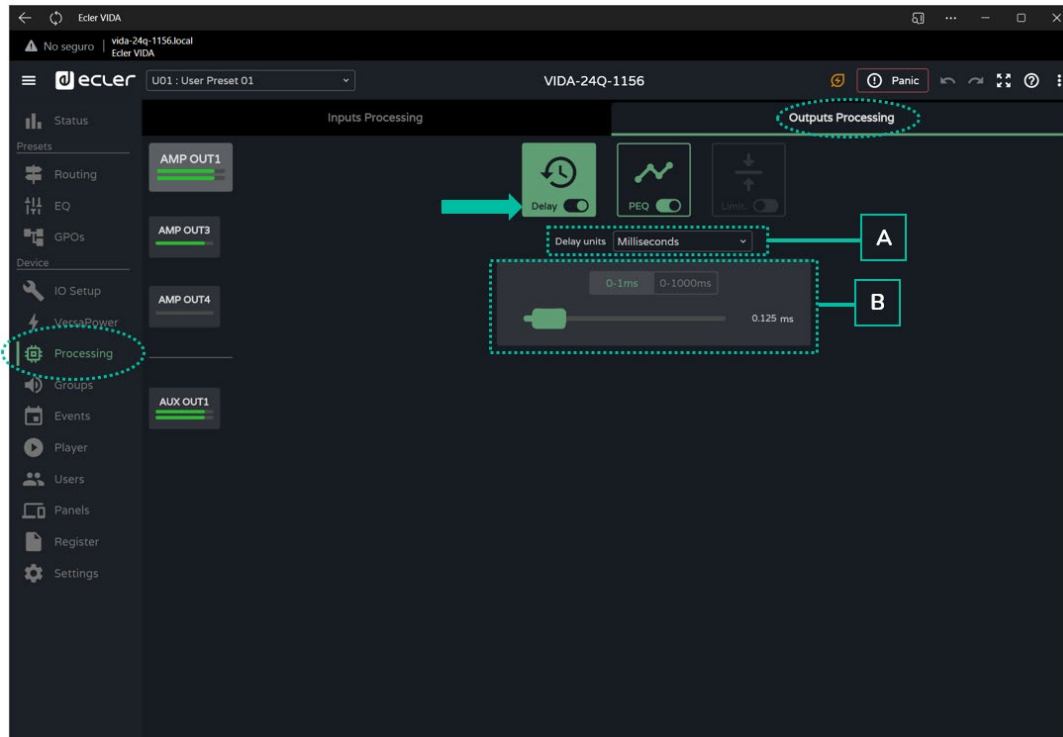 Ecler VIDA
No seguro
vida-24q-1156.local
Ecler VIDA
ecler
U01 : User Preset 01
VIDA-24Q-1156
Panic
Status
Presets
Routing
EQ
GPOs
Device
IO Setup
VersaPower
Processing
Groups
Events
Player
Users
Panels
Register
Settings
Inputs Processing
Outputs Processing
AMP OUT1
AMP OUT3
AMP OUT4
AUX OUT1
Delay
PEQ
Limit.
Delay units
Milliseconds
A
0-1ms
0-1000ms
0.125 ms
B